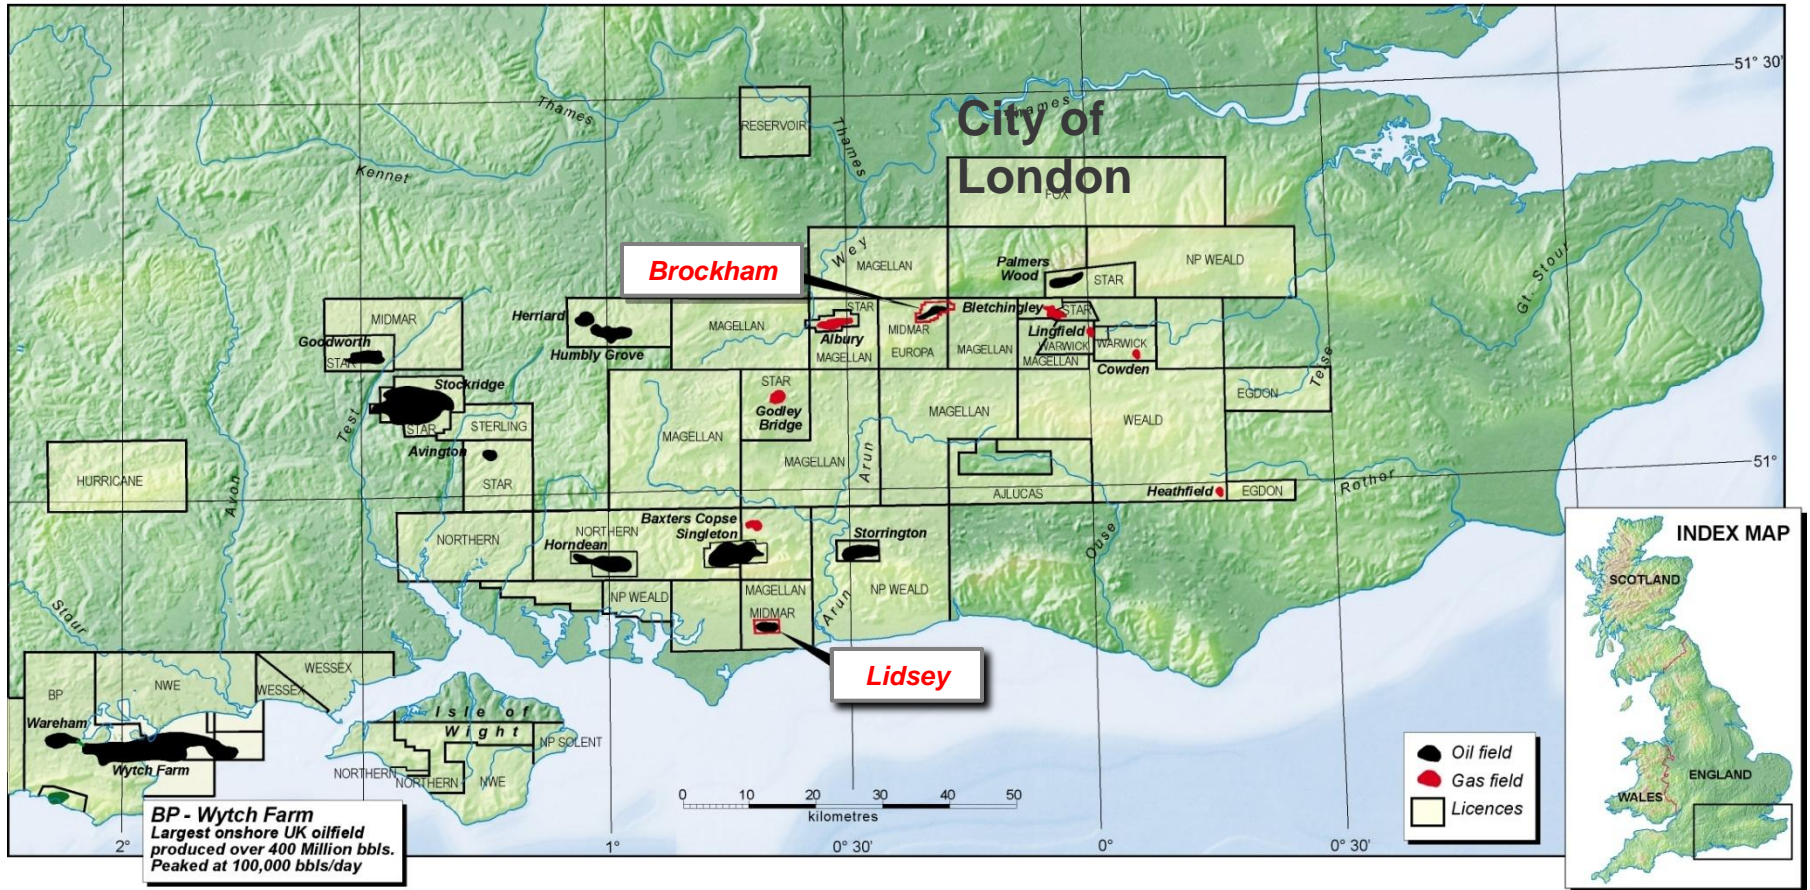 51° 30'
Thames
Thames
Thames
City of
London
RESERVOIR
Kennet
FOX
Wey
MAGELLAN
Palmers
Wood
STAR
NP WEALD
Gt. Stour
Brockham
MIDMAR
Goodworth
STAR
Herriard
Humbly Grove
MAGELLAN
STAR
Albury
MAGELLAN
MIDMAR
EUROPA
Bletchingley
STAR
Lingfield
WARWICK
WARWICK
MAGELLAN
MAGELLAN
Cowden
Teise
Stockridge
STAR
STERLING
Test
Avington
STAR
STAR
Godley
Bridge
MAGELLAN
MAGELLAN
MAGELLAN
WEALD
EGDON
Arun
51°
HURRICANE
Avon
AJLUCAS
Heathfield
EGDON
Rother
NORTHERN
NORTHERN
Horndean
Baxters Copse
Singleton
Storrington
Ouse
NP WEALD
MAGELLAN
MIDMAR
Arun
NP WEALD
Stour
Lidsey
BP
NWE
WESSEX
WESSEX
Wareham
Wytch Farm
Isle of
Wight
NP SOLENT
NORTHERN
NORTHERN
NWE
INDEX MAP
SCOTLAND
ENGLAND
WALES
Oil field
Gas field
Licences
0 10 20 30 40 50
kilometres
BP - Wytch Farm
Largest onshore UK oilfield
produced over 400 Million bbls.
Peaked at 100,000 bbls/day
2° 1° 0° 30' 0° 0° 30'